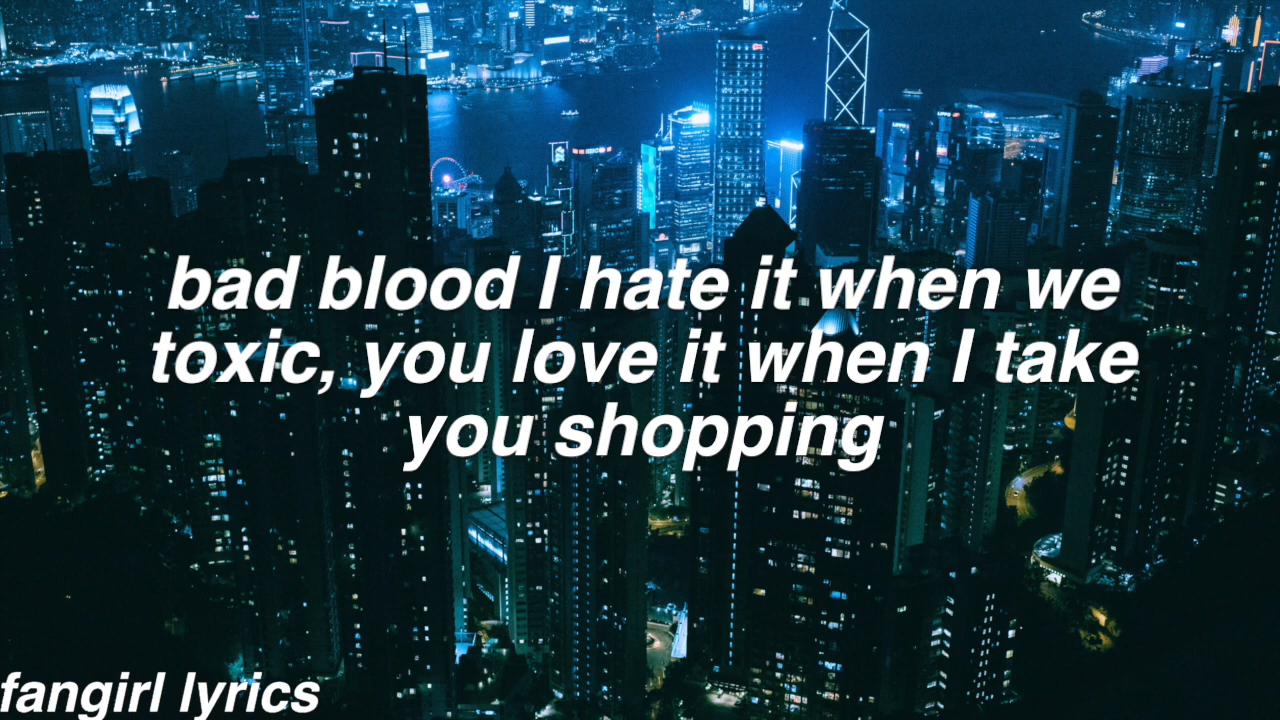 bad blood I hate it when we
toxic, you love it when I take
you shopping
fangirl lyrics